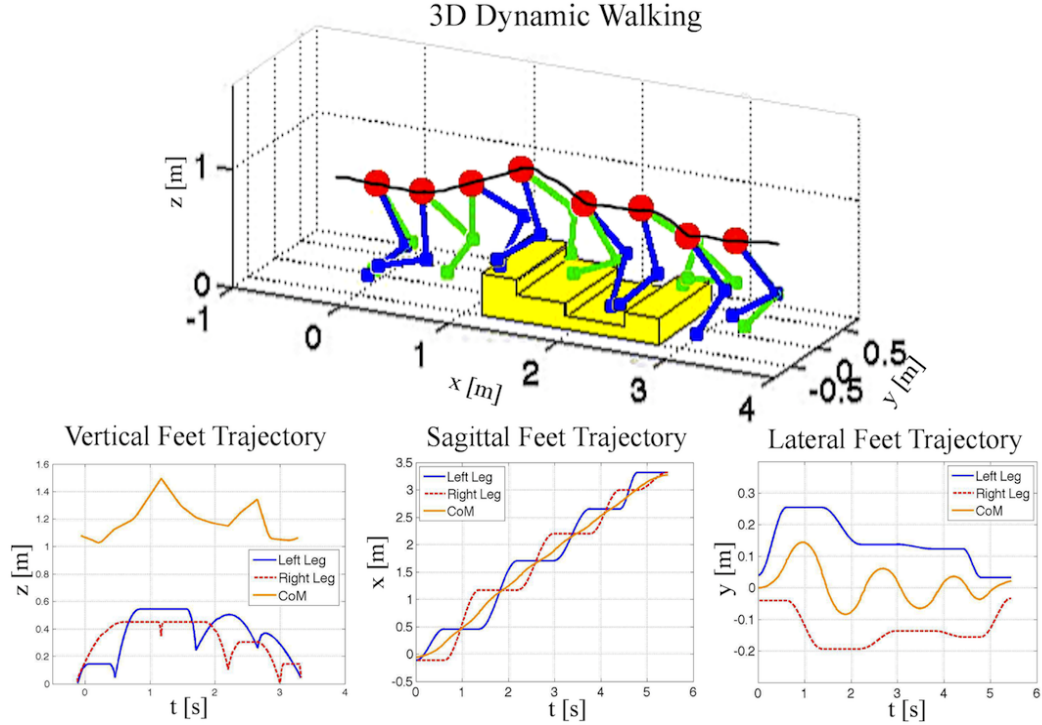 3D Dynamic Walking
z [m]
1
0
-1
0
1
2
3
4
x [m]
-0.5
0
0.5
y [m]
Vertical Feet Trajectory
1.6
1.4
1.2
1
0.8
0.6
0.4
0.2
0
z [m]
Left Leg
Right Leg
CoM
-1
0
1
2
3
4
t [s]
Sagittal Feet Trajectory
3.5
3
2.5
2
1.5
1
0.5
0
-0.5
x [m]
Left Leg
Right Leg
CoM
0
1
2
3
4
5
6
t [s]
Lateral Feet Trajectory
0.3
0.2
0.1
0
-0.1
-0.2
y [m]
Left Leg
Right Leg
CoM
0
1
2
3
4
5
6
t [s]